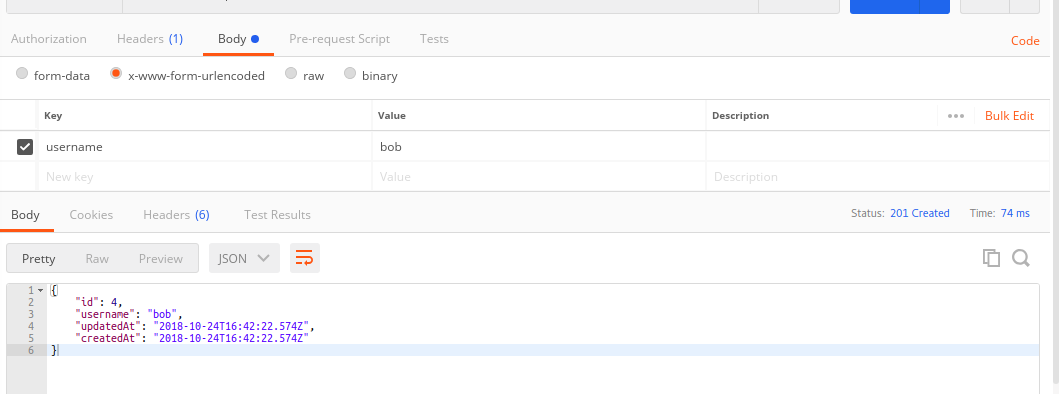 Authorization Headers (1) Body Pre-request Script Tests Code
form-data x-www-form-urlencoded raw binary
Key Value Description ••• Bulk Edit
username bob
New key Value Description
Body Cookies Headers (6) Test Results Status: 201 Created Time: 74 ms
Pretty Raw Preview JSON
1 {
2 "id": 4,
3 "username": "bob",
4 "updatedAt": "2018-10-24T16:42:22.574Z",
5 "createdAt": "2018-10-24T16:42:22.574Z"
6 }